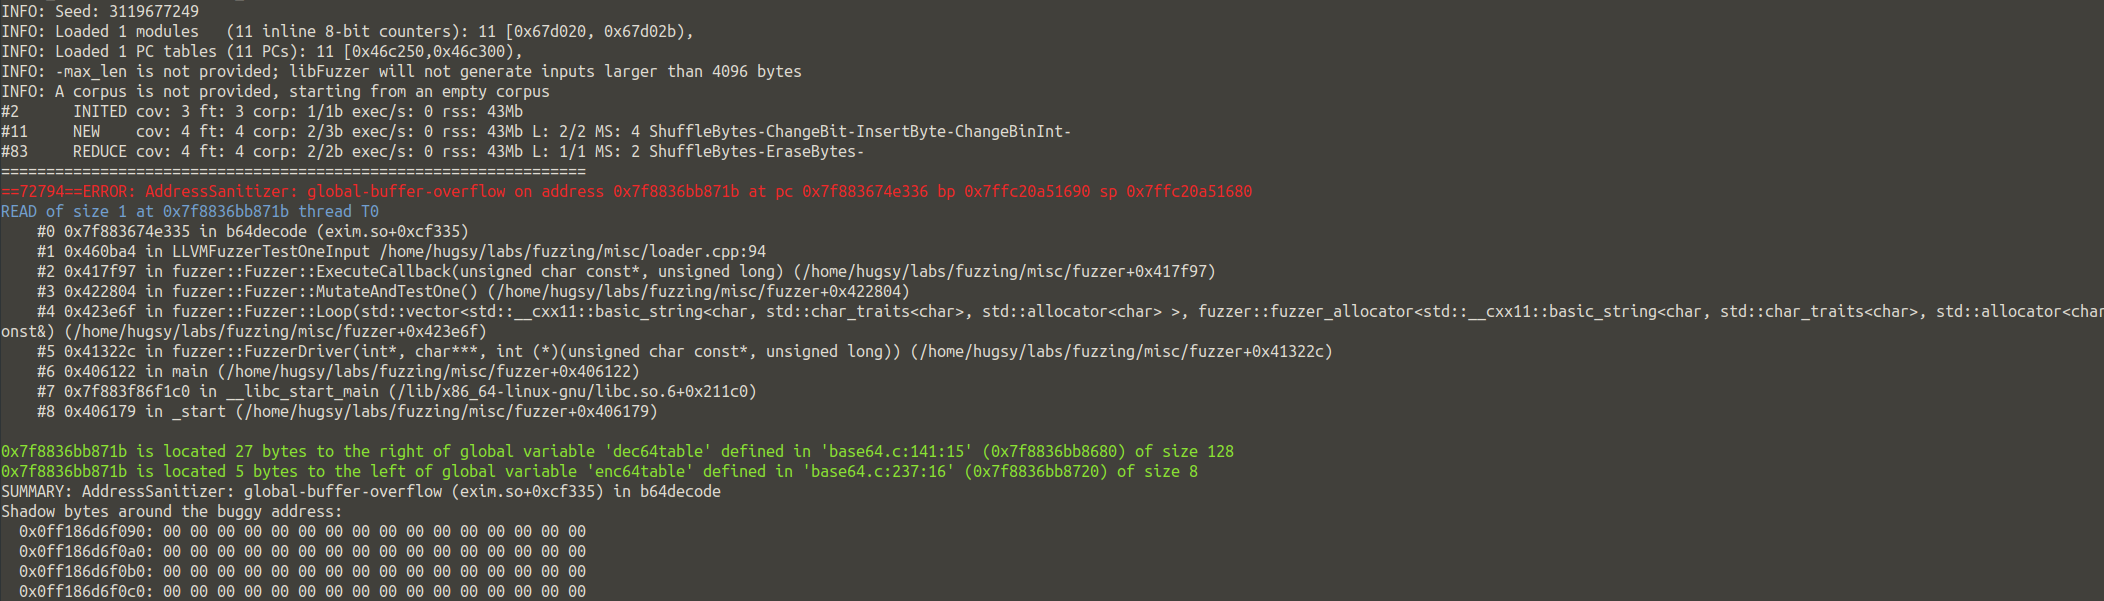 INFO: Seed: 3119677249
INFO: Loaded 1 modules   (11 inline 8-bit counters): 11 [0x67d020, 0x67d02b),
INFO: Loaded 1 PC tables (11 PCs): 11 [0x46c250,0x46c300),
INFO: -max_len is not provided; libFuzzer will not generate inputs larger than 4096 bytes
INFO: A corpus is not provided, starting from an empty corpus
#2      INITED cov: 3 ft: 3 corp: 1/1b exec/s: 0 rss: 43Mb
#11     NEW    cov: 4 ft: 4 corp: 2/3b exec/s: 0 rss: 43Mb L: 2/2 MS: 4 ShuffleBytes-ChangeBit-InsertByte-ChangeBinInt-
#83     REDUCE cov: 4 ft: 4 corp: 2/2b exec/s: 0 rss: 43Mb L: 1/1 MS: 2 ShuffleBytes-EraseBytes-
=================================================================
==72794==ERROR: AddressSanitizer: global-buffer-overflow on address 0x7f8836bb871b at pc 0x7f883674e336 bp 0x7ffc20a51690 sp 0x7ffc20a51680
READ of size 1 at 0x7f8836bb871b thread T0
    #0 0x7f883674e335 in b64decode (exim.so+0xcf335)
    #1 0x460ba4 in LLVMFuzzerTestOneInput /home/hugsy/labs/fuzzing/misc/loader.cpp:94
    #2 0x417f97 in fuzzer::Fuzzer::ExecuteCallback(unsigned char const*, unsigned long) (/home/hugsy/labs/fuzzing/misc/fuzzer+0x417f97)
    #3 0x422804 in fuzzer::Fuzzer::MutateAndTestOne() (/home/hugsy/labs/fuzzing/misc/fuzzer+0x422804)
    #4 0x423e6f in fuzzer::Fuzzer::Loop(std::vector<std::__cxx11::basic_string<char, std::char_traits<char>, std::allocator<char> >, fuzzer::fuzzer_allocator<std::__cxx11::basic_string<char, std::char_traits<char>, std::allocator<char
onst&) (/home/hugsy/labs/fuzzing/misc/fuzzer+0x423e6f)
    #5 0x41322c in fuzzer::FuzzerDriver(int*, char***, int (*)(unsigned char const*, unsigned long)) (/home/hugsy/labs/fuzzing/misc/fuzzer+0x41322c)
    #6 0x406122 in main (/home/hugsy/labs/fuzzing/misc/fuzzer+0x406122)
    #7 0x7f883f86f1c0 in __libc_start_main (/lib/x86_64-linux-gnu/libc.so.6+0x211c0)
    #8 0x406179 in _start (/home/hugsy/labs/fuzzing/misc/fuzzer+0x406179)

0x7f8836bb871b is located 27 bytes to the right of global variable 'dec64table' defined in 'base64.c:141:15' (0x7f8836bb8680) of size 128
0x7f8836bb871b is located 5 bytes to the left of global variable 'enc64table' defined in 'base64.c:237:16' (0x7f8836bb8720) of size 8
SUMMARY: AddressSanitizer: global-buffer-overflow (exim.so+0xcf335) in b64decode
Shadow bytes around the buggy address:
  0x0ff186d6f090: 00 00 00 00 00 00 00 00 00 00 00 00 00 00 00 00
  0x0ff186d6f0a0: 00 00 00 00 00 00 00 00 00 00 00 00 00 00 00 00
  0x0ff186d6f0b0: 00 00 00 00 00 00 00 00 00 00 00 00 00 00 00 00
  0x0ff186d6f0c0: 00 00 00 00 00 00 00 00 00 00 00 00 00 00 00 00